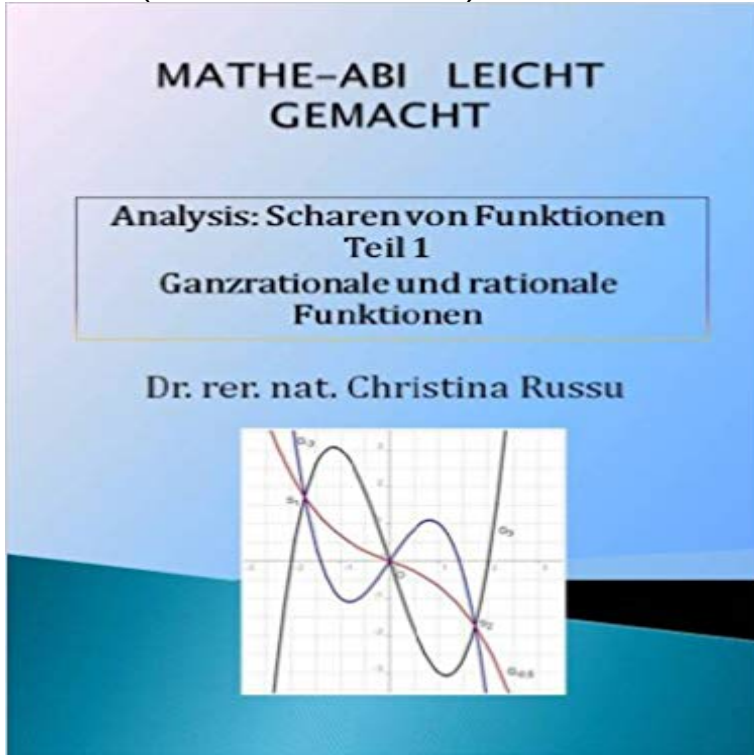 MATHE-ABI LEICHT
GEMACHT
Analysis: Scharen von Funktionen
Teil 1
Ganzrationale und rationale
Funktionen
Dr. rer. nat. Christina Russu